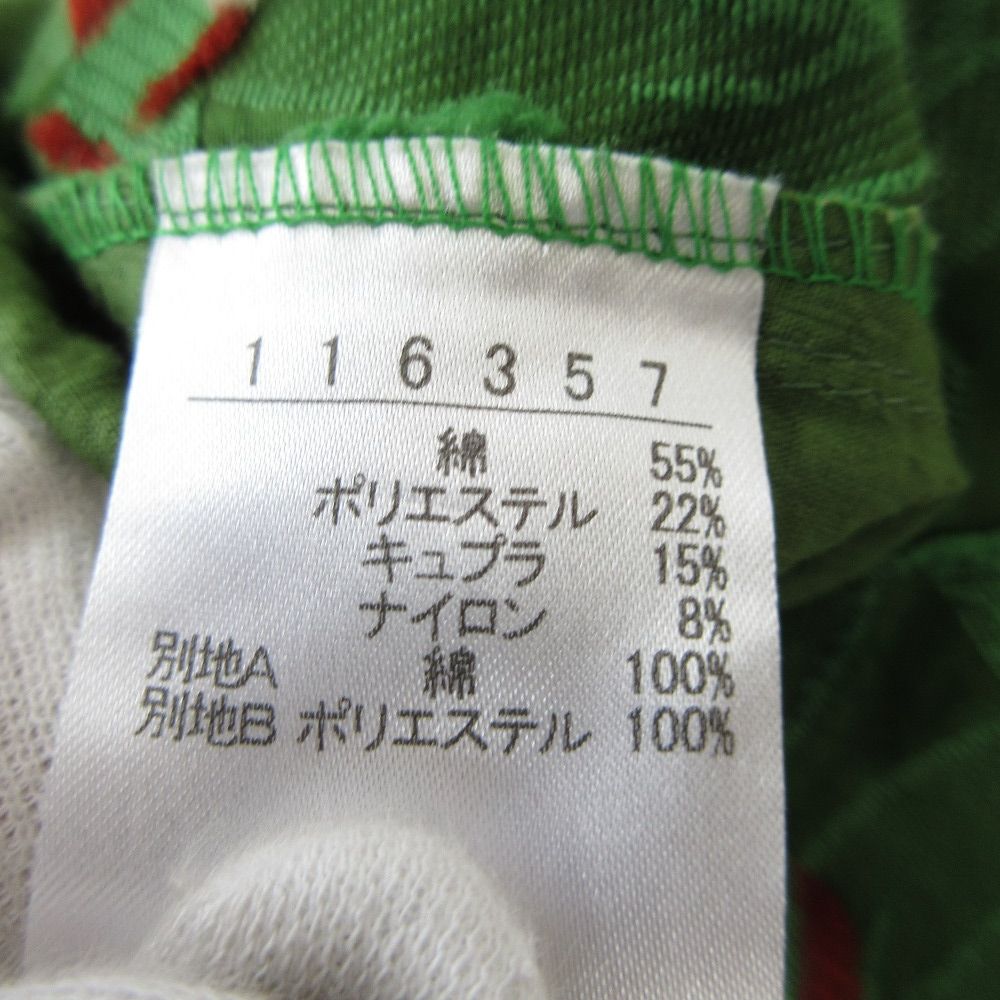 116357
綿 55%
ポリエステル 22%
キュプラ 15%
ナイロン 8%
別地A 綿 100%
別地B ポリエステル 100%